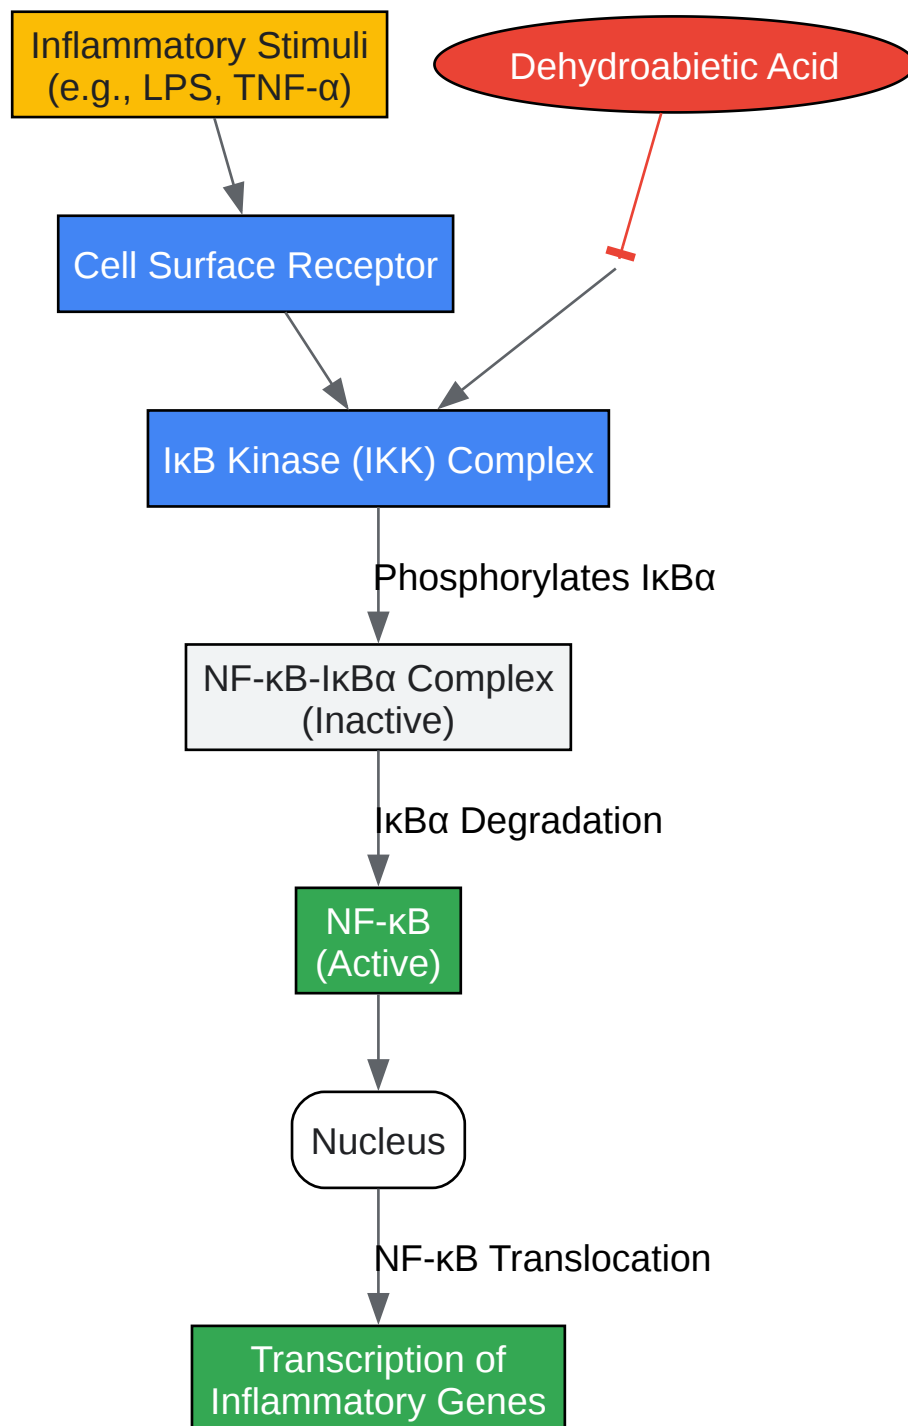 Inflammatory Stimuli
(e.g., LPS, TNF-α)
Dehydroabietic Acid
Cell Surface Receptor
IκB Kinase (IKK) Complex
Phosphorylates IκBα
NF-κB-IκBα Complex
(Inactive)
IκBα Degradation
NF-κB
(Active)
Nucleus
NF-κB Translocation
Transcription of
Inflammatory Genes